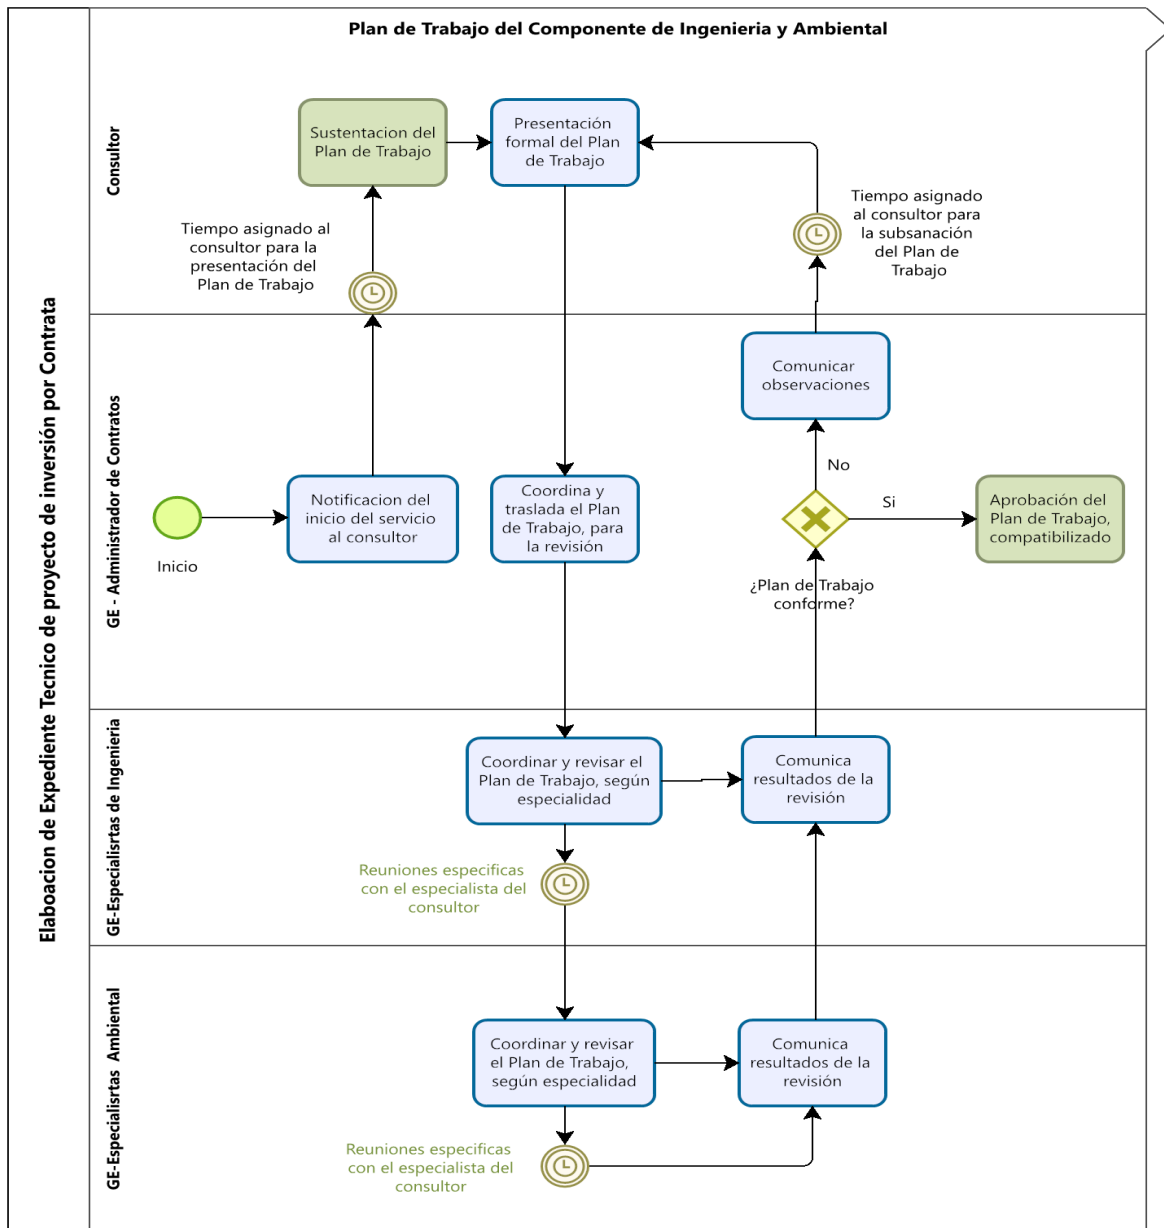 Plan de Trabajo del Componente de Ingenieria y Ambiental
Elaboacion de Expediente Tecnico de proyecto de inversión por Contrata
Consultor
Sustentacion del
Plan de Trabajo
Presentación
formal del Plan
de Trabajo
Tiempo asignado al
consultor para la
presentación del
Plan de Trabajo
Tiempo asignado
al consultor para
la subsanación
del Plan de
Trabajo
GE - Administrador de Contratos
Comunicar
observaciones
No
Si
Inicio
Notificacion del
inicio del servicio
al consultor
Coordina y
traslada el Plan
de Trabajo, para
la revisión
¿Plan de Trabajo
conforme?
Aprobación del
Plan de Trabajo,
compatibilizado
GE-Especialisrtas de Ingenieria
Coordinar y revisar el
Plan de Trabajo, según
especialidad
Comunica
resultados de la
revisión
Reuniones especificas
con el especialista del
consultor
GE-Especialisrtas Ambiental
Coordinar y revisar
el Plan de Trabajo,
según especialidad
Comunica
resultados de la
revisión
Reuniones especificas
con el especialista del
consultor